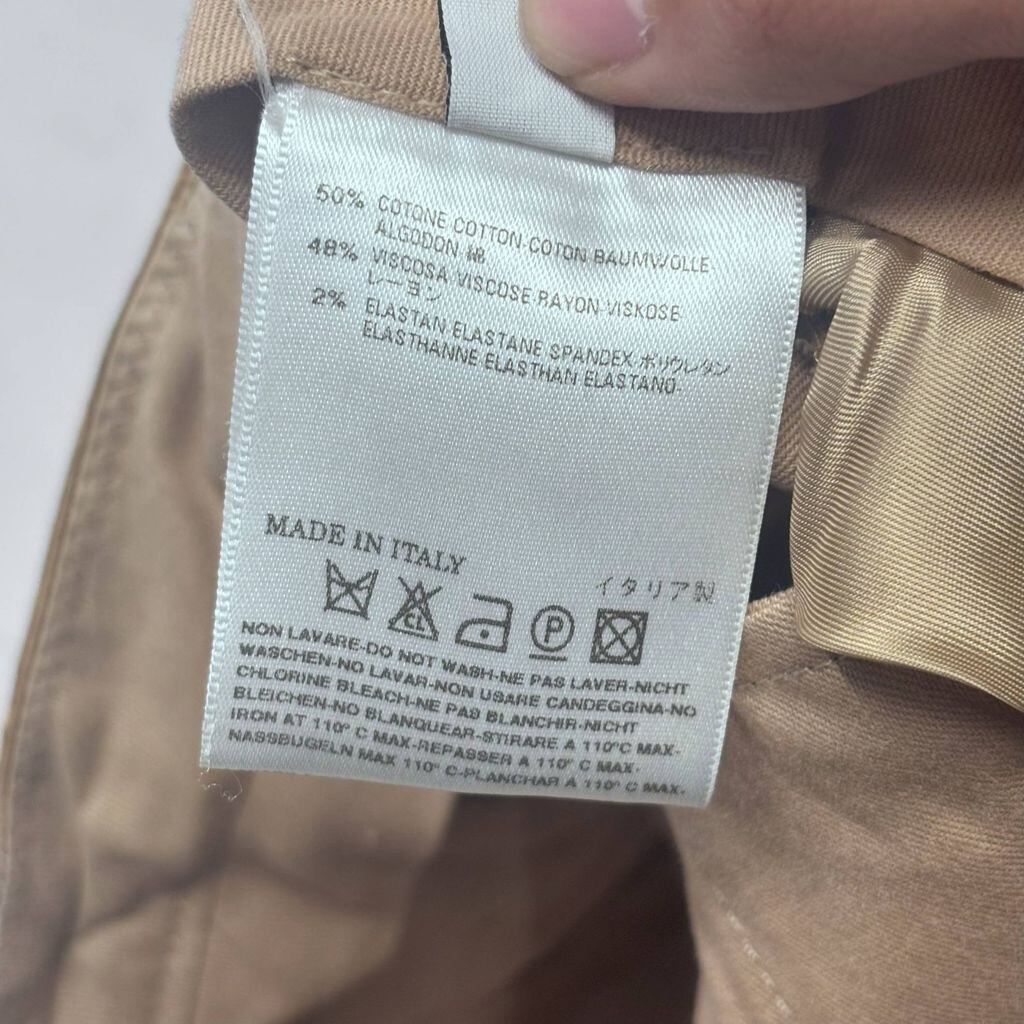 50% COTONE COTTON-COTON-BAUMWOLLE
ALGODON 綿
48% VISCOSA VISCOSE-RAYON-VISKOSE
レーヨン
2% ELASTAN ELASTANE SPANDEX ポリウレタン
ELASTHANNE ELASTHAN ELASTANO.
MADE IN ITALY
イタリア製
CL
P
NON LAVARE-DO NOT WASH-NE PAS LAVER-NICHT
WASCHEN-NO LAVAR-NON USARE CANDEGGINA-NO
CHLORINE BLEACH-NE PAS BLANCHIR-NICHT
BLEICHEN-NO BLANQUEAR-STIRARE A 110°C MAX-
IRON AT 110° C MAX-REPASSER A 110° C MAX-
NASSBUGELN MAX 110° C-PLANCHAR A 110° C MAX.